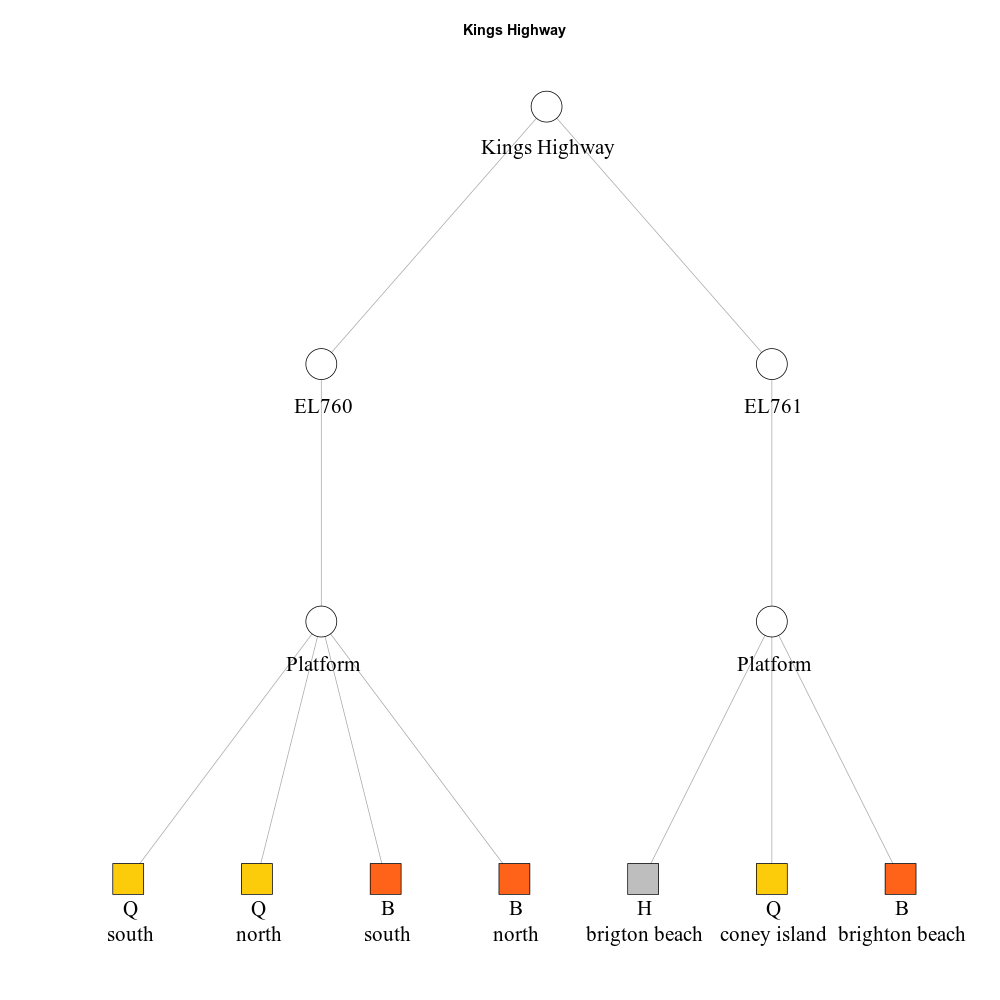 Kings Highway
Kings Highway
EL760
EL761
Platform
Platform
Q
south
Q
north
B
south
B
north
H
brigton beach
Q
coney island
B
brighton beach